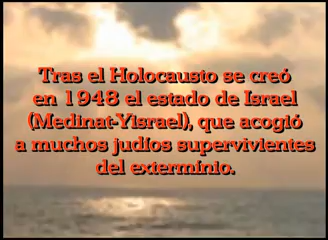 Tras el Holocausto se creó
en 1948 el estado de Israel
(Medinat-Yisrael), que acogió
a muchos judíos supervivientes
del exterminio.